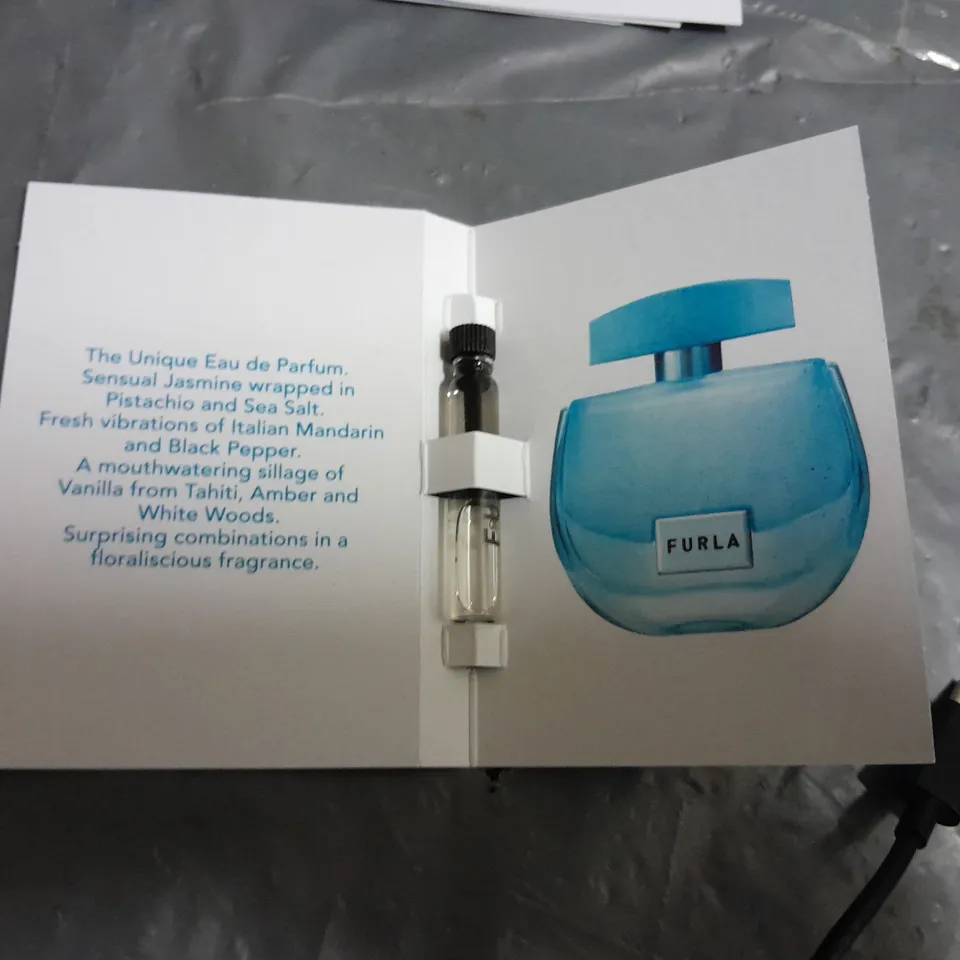 The Unique Eau de Parfum.
Sensual Jasmine wrapped in
Pistachio and Sea Salt.
Fresh vibrations of Italian Mandarin
and Black Pepper.
A mouthwatering sillage of
Vanilla from Tahiti, Amber and
White Woods.
Surprising combinations in a
floraliscious fragrance.
FURLA